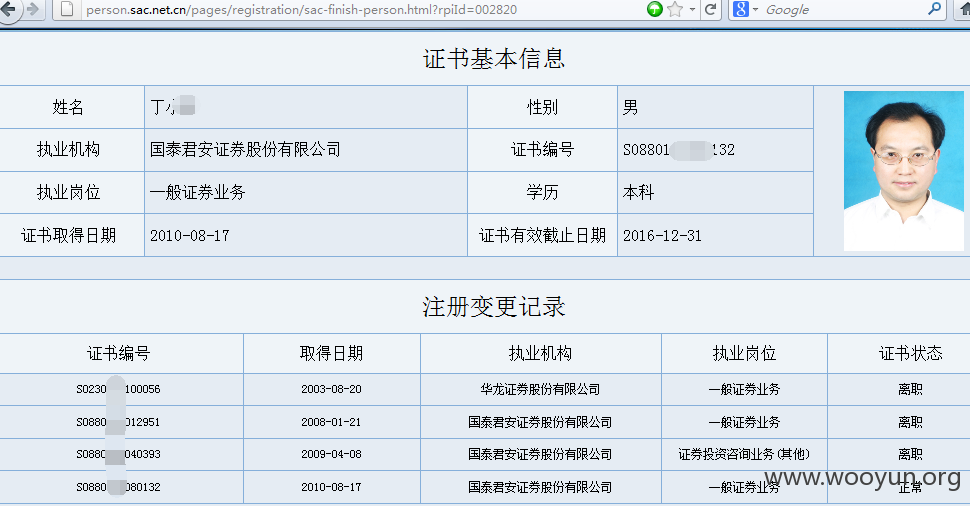 person.sac.net.cn/pages/registration/sac-finish-person.html?rpiId=002820
Google
证书基本信息
姓名 丁小 性别 男
执业机构 国泰君安证券股份有限公司 证书编号 S08801 132
执业岗位 一般证券业务 学历 本科
证书取得日期 2010-08-17 证书有效截止日期 2016-12-31
注册变更记录
证书编号 取得日期 执业机构 执业岗位 证书状态
S0230 100056 2003-08-20 华龙证券股份有限公司 一般证券业务 离职
S0880 012951 2008-01-21 国泰君安证券股份有限公司 一般证券业务 离职
S0880 040393 2009-04-08 国泰君安证券股份有限公司 证券投资咨询业务(其他) 离职
S0880 080132 2010-08-17 国泰君安证券股份有限公司 一般证券业务 正常
www.wooyun.org